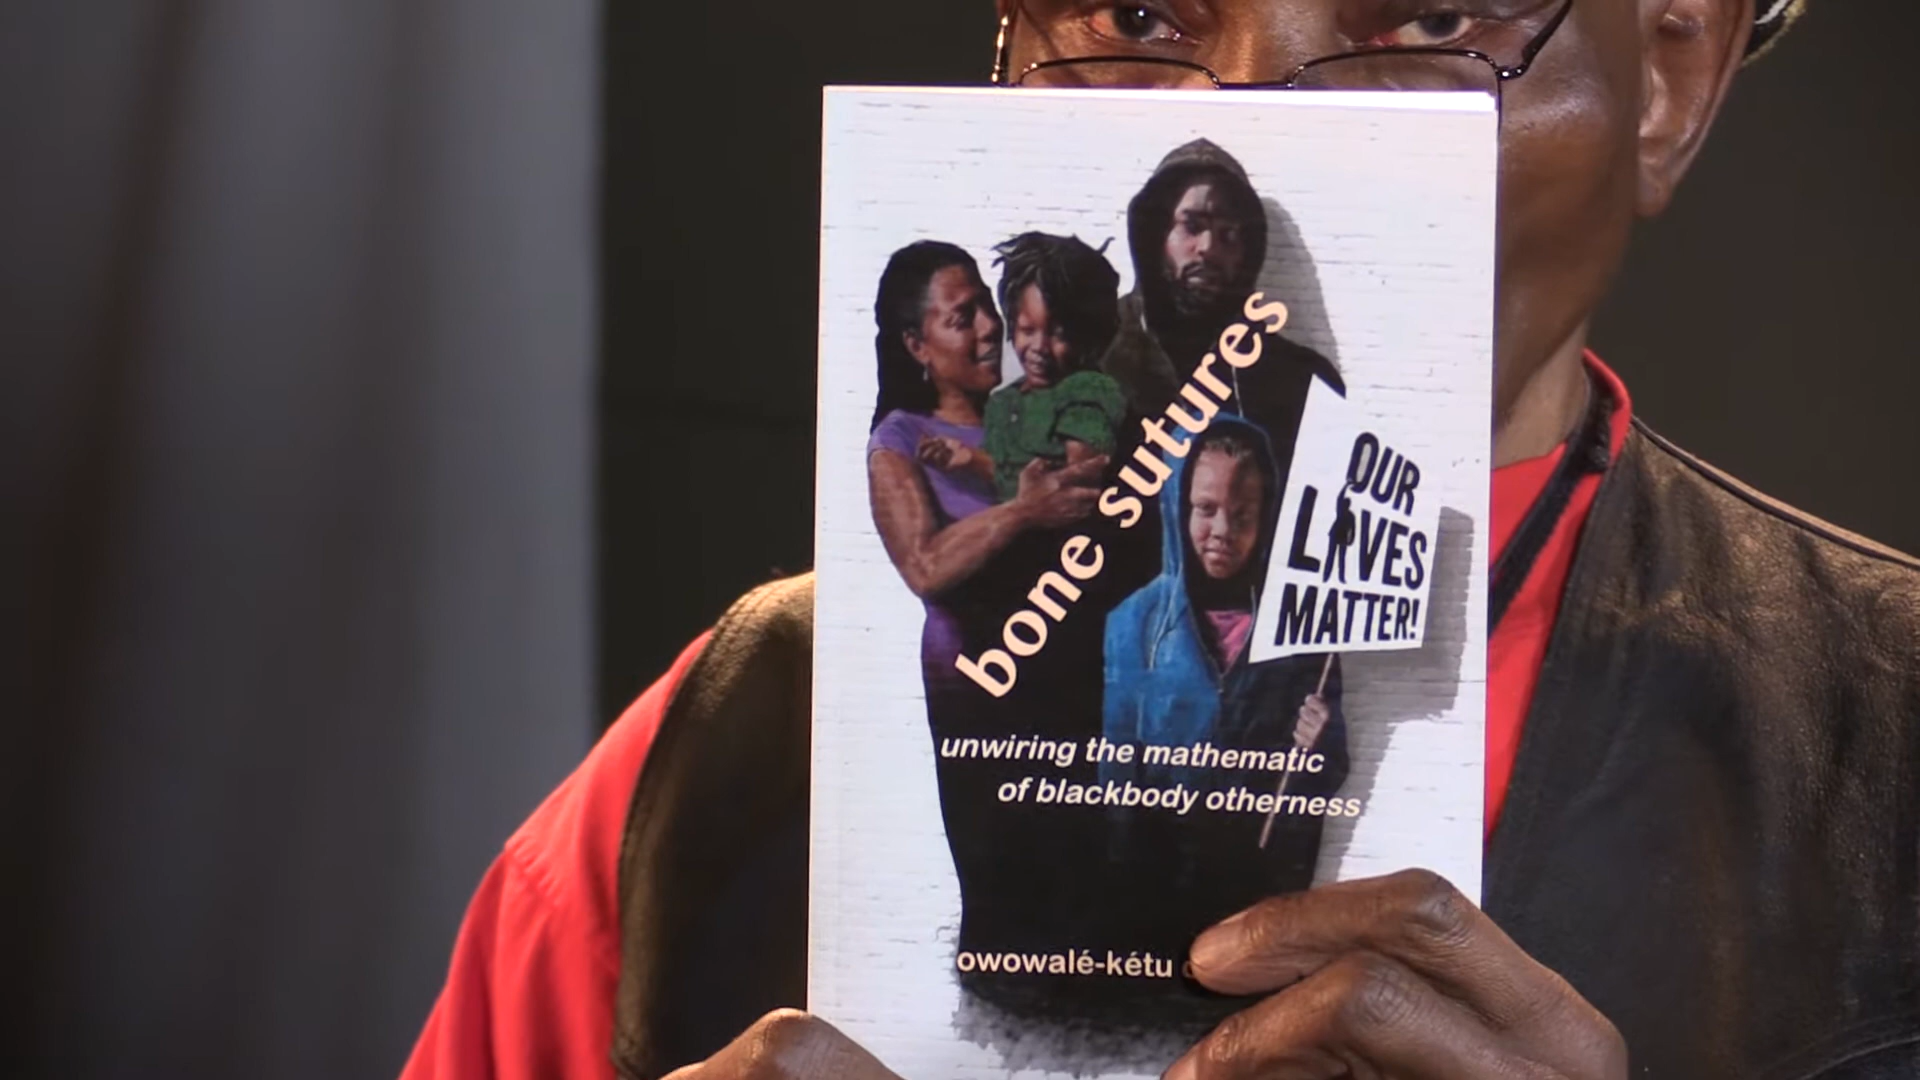 bone sutures
OUR
LIVES
MATTER!
unwiring the mathematic
of blackbody otherness
owowalé-kétu